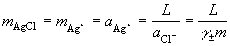 m_AgCl = m_Ag⁺ = a_Ag⁺ = L / a_Cl⁻ = L / γ±m